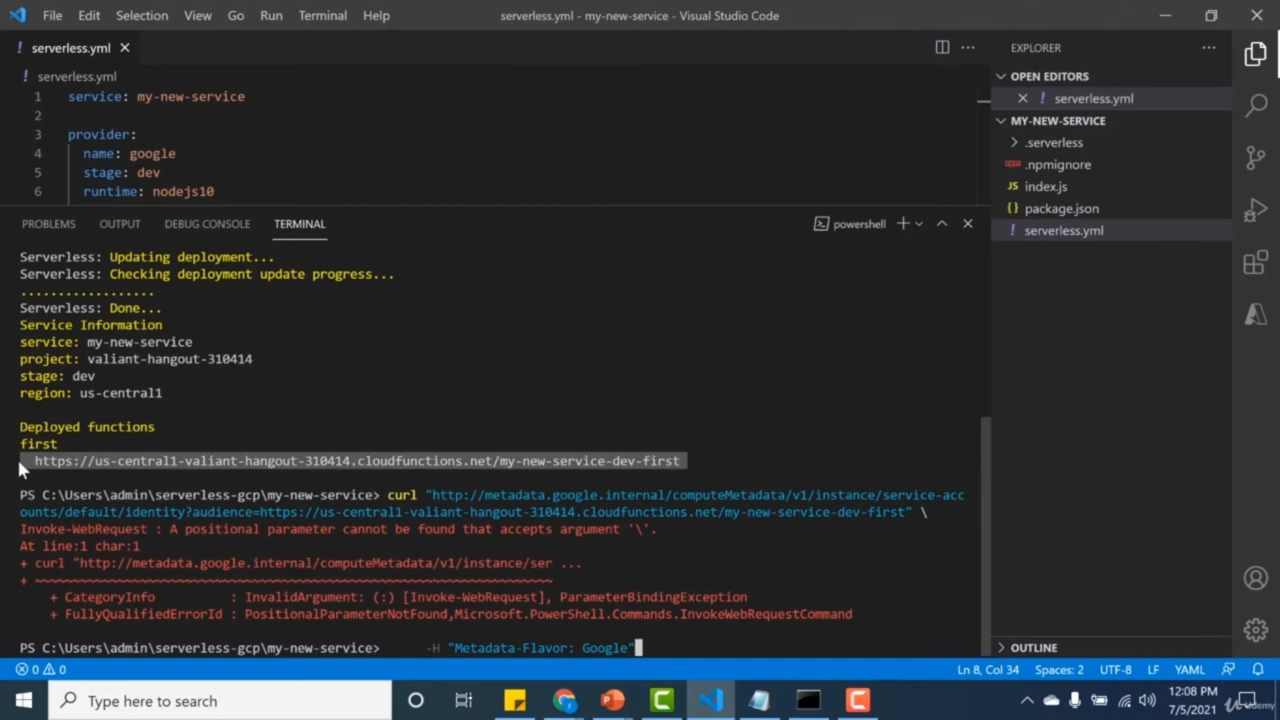 File Edit Selection View Go Run Terminal Help serverless.yml - my-new-service - Visual Studio Code
serverless.yml
serverless.yml
1 service: my-new-service
2
3 provider:
4 name: google
5 stage: dev
6 runtime: nodejs10
PROBLEMS OUTPUT DEBUG CONSOLE TERMINAL powershell
Serverless: Updating deployment...
Serverless: Checking deployment update progress...
.................
Serverless: Done...
Service Information
service: my-new-service
project: valiant-hangout-310414
stage: dev
region: us-central1
Deployed functions
first
https://us-central1-valiant-hangout-310414.cloudfunctions.net/my-new-service-dev-first
PS C:\Users\admin\serverless-gcp\my-new-service> curl "http://metadata.google.internal/computeMetadata/v1/instance/service-acc
ounts/default/identity?audience=https://us-central1-valiant-hangout-310414.cloudfunctions.net/my-new-service-dev-first" \
Invoke-WebRequest : A positional parameter cannot be found that accepts argument '\'.
At line:1 char:1
+ curl "http://metadata.google.internal/computeMetadata/v1/instance/ser ...
+ ~~~~~~~~~~~~~~~~~~~~~~~~~~~~~~~~~~~~~~~~~~~~~~~~~~~~~~~~~~~~~~~~~~~~~
+ CategoryInfo : InvalidArgument: (:) [Invoke-WebRequest], ParameterBindingException
+ FullyQualifiedErrorId : PositionalParameterNotFound,Microsoft.PowerShell.Commands.InvokeWebRequestCommand
PS C:\Users\admin\serverless-gcp\my-new-service> -H "Metadata-Flavor: Google"
EXPLORER
OPEN EDITORS
serverless.yml
MY-NEW-SERVICE
.serverless
.npmignore
index.js
package.json
serverless.yml
OUTLINE
0 0 Ln 8, Col 34 Spaces: 2 UTF-8 LF YAML
Type here to search
12:08 PM
7/5/2021
Udemy